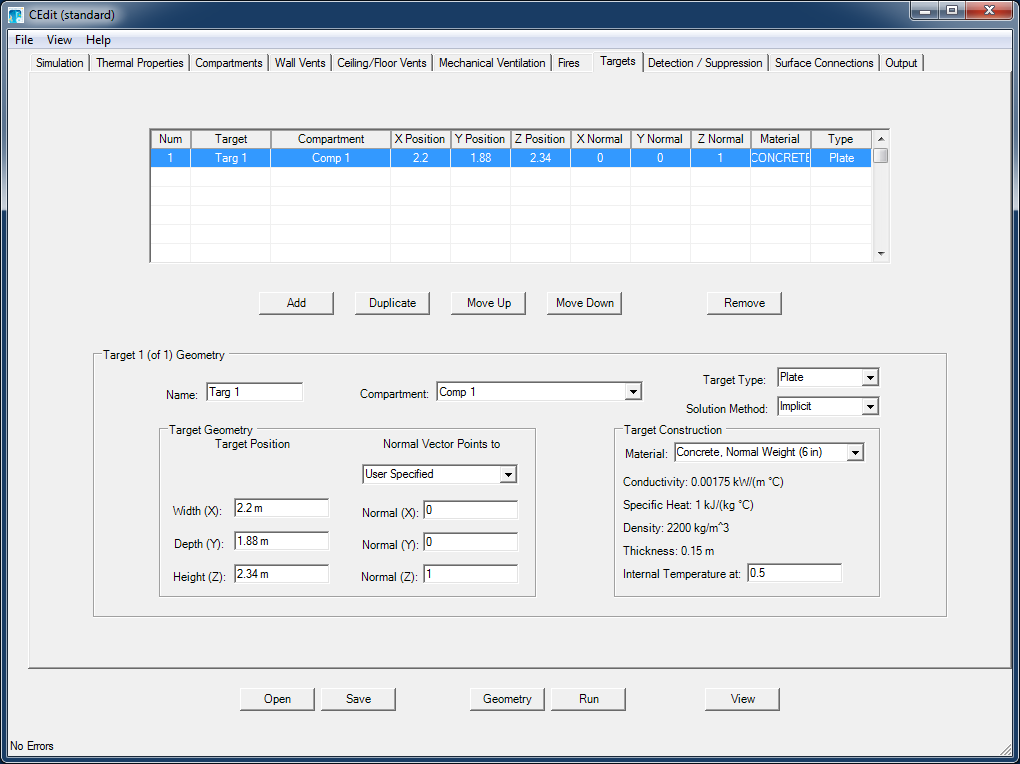 CEdit (standard)
File View Help
Simulation Thermal Properties Compartments Wall Vents Ceiling/Floor Vents Mechanical Ventilation Fires Targets Detection / Suppression Surface Connections Output
Num Target Compartment X Position Y Position Z Position X Normal Y Normal Z Normal Material Type
1 Targ 1 Comp 1 2.2 1.88 2.34 0 0 1 CONCRETE Plate
Add Duplicate Move Up Move Down Remove
Target 1 (of 1) Geometry
Name: Targ 1 Compartment: Comp 1 Target Type: Plate
Solution Method: Implicit
Target Geometry
Target Position Normal Vector Points to
User Specified
Width (X): 2.2 m Normal (X): 0
Depth (Y): 1.88 m Normal (Y): 0
Height (Z): 2.34 m Normal (Z): 1
Target Construction
Material: Concrete, Normal Weight (6 in)
Conductivity: 0.00175 kW/(m °C)
Specific Heat: 1 kJ/(kg °C)
Density: 2200 kg/m^3
Thickness: 0.15 m
Internal Temperature at: 0.5
Open Save Geometry Run View
No Errors